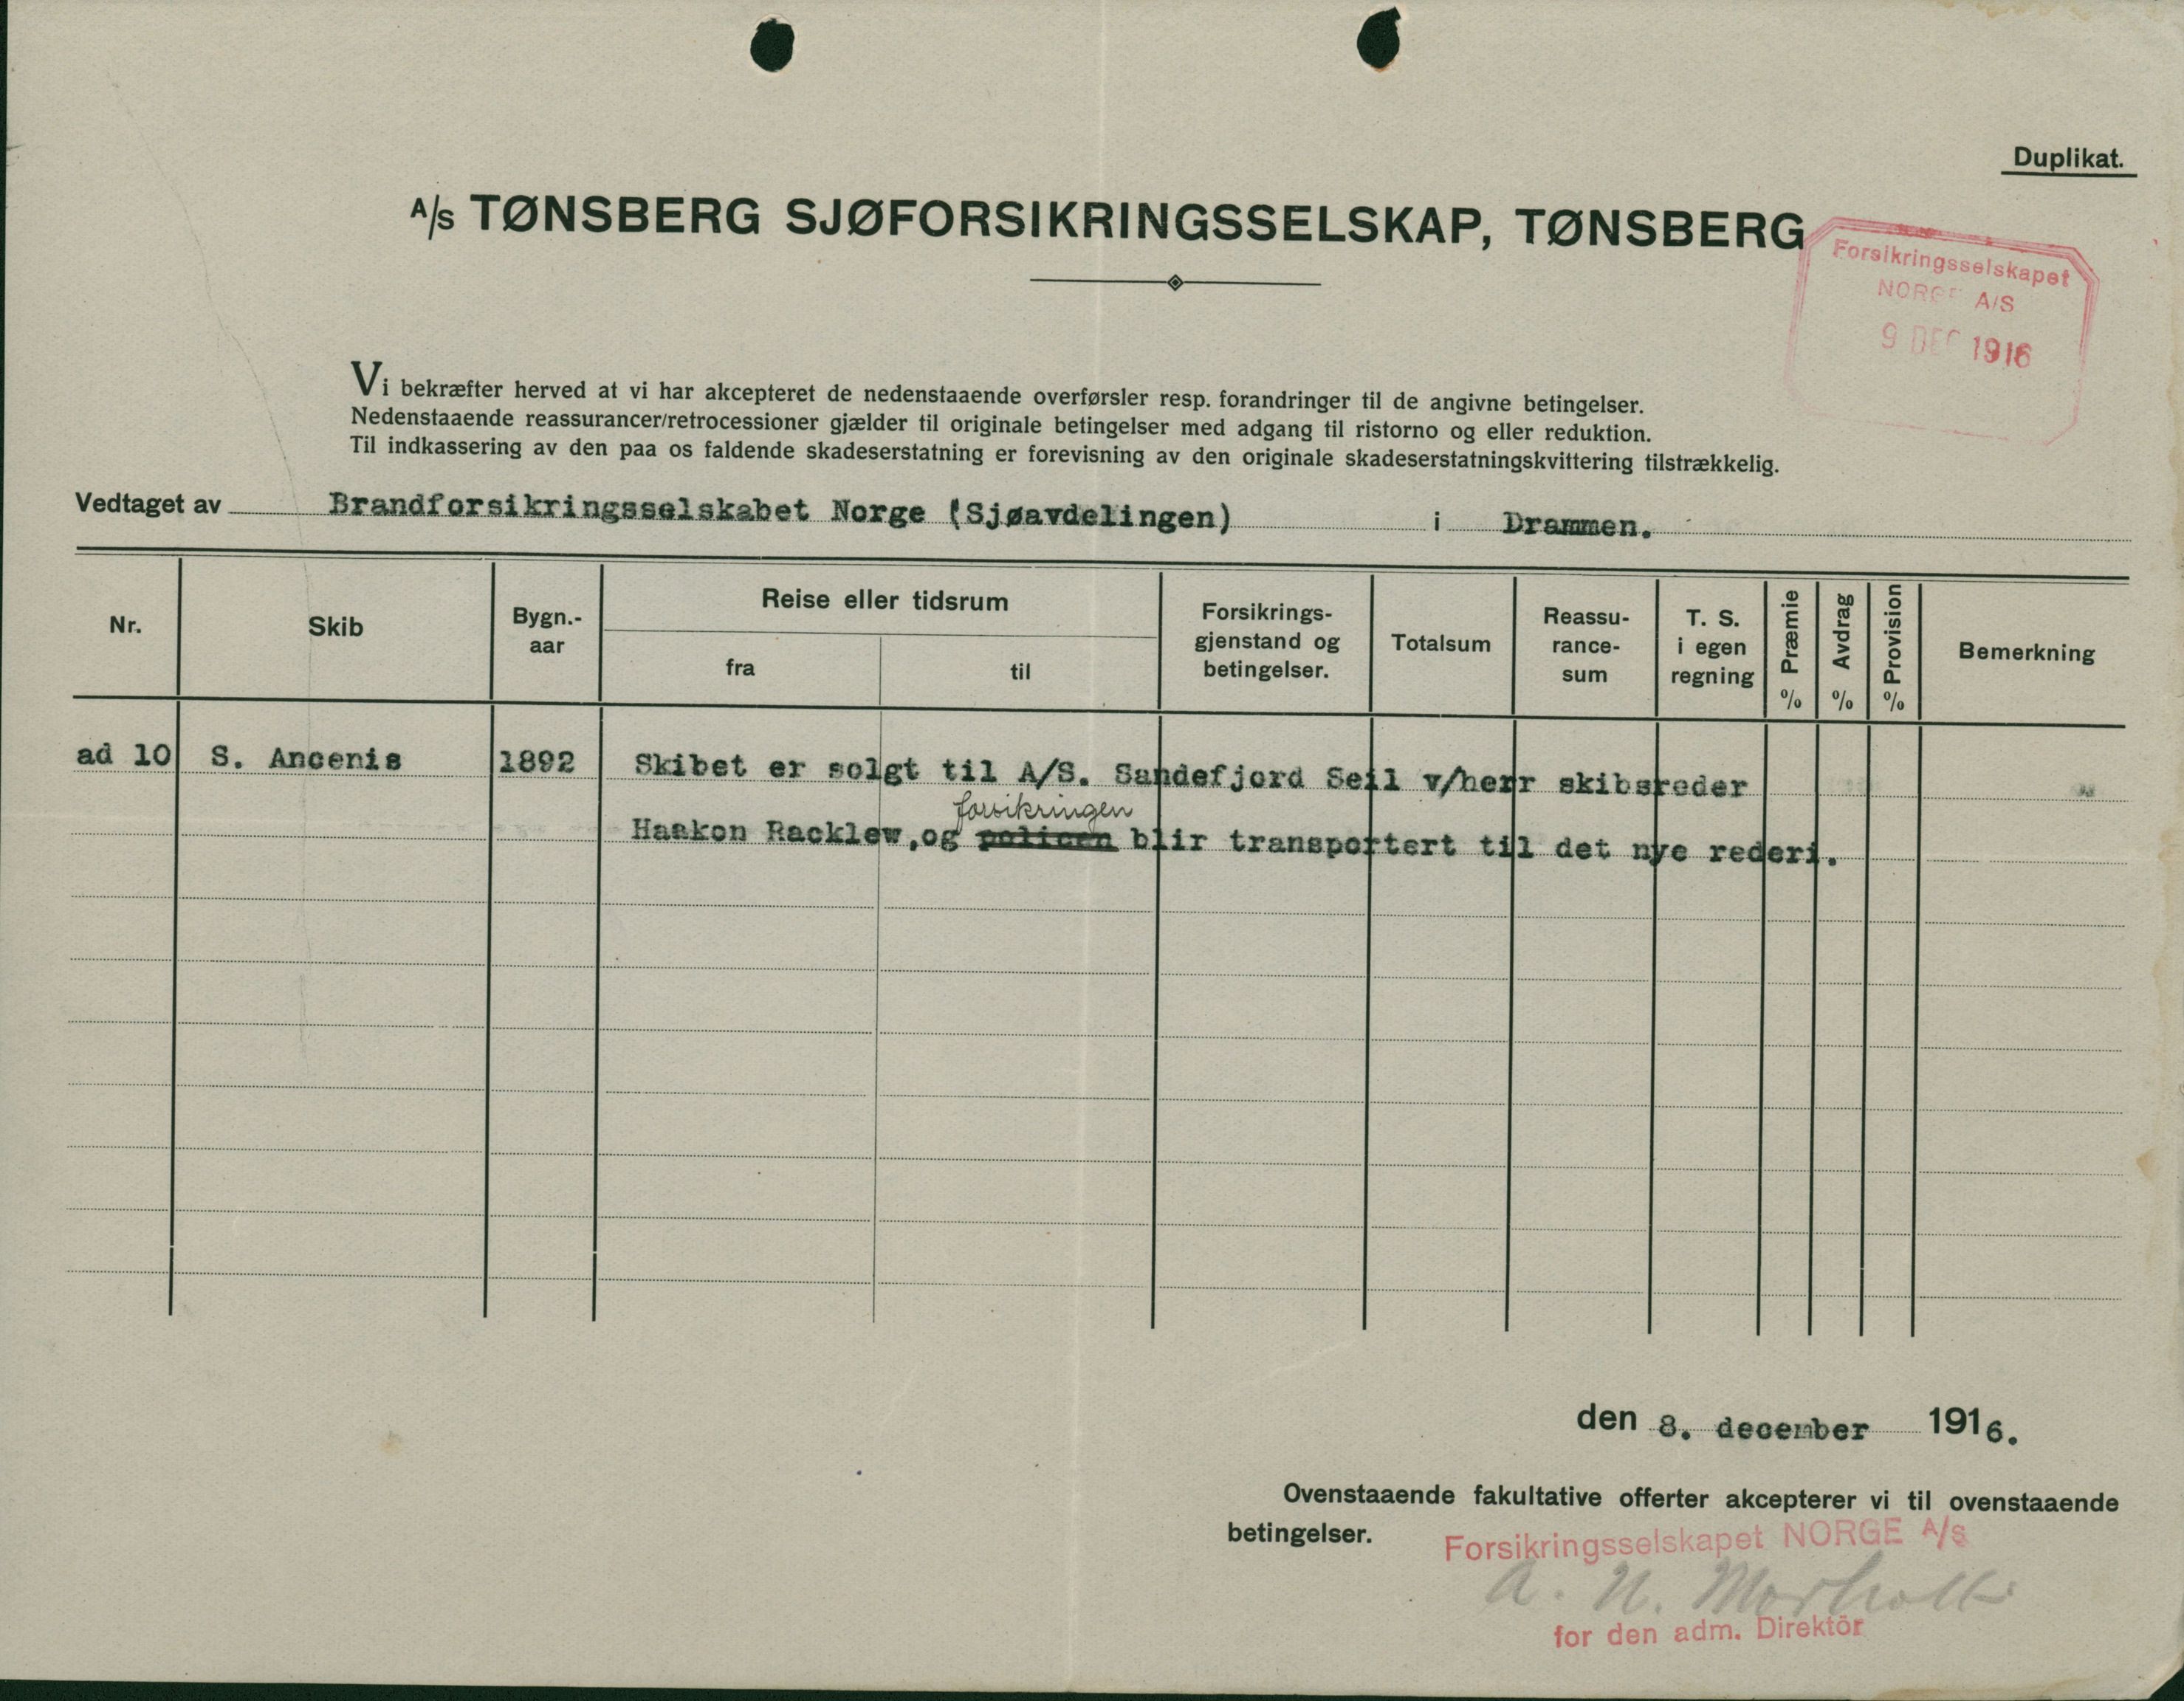 Duplikat.
A/S TØNSBERG SJØFORSIKRINGSSELSKAP, TØNSBERG
Forsikringsselskapet
NORGE A/S
9 DEC 1916
Vi bekræfter herved at vi har akcepteret de nedenstaaende overførsler resp. forandringer til de angivne betingelser.
Nedenstaaende reassurancer/retrocessioner gjælder til originale betingelser med adgang til ristorno og eller reduktion.
Til indkassering av den paa os faldende skadeserstatning er forevisning av den originale skadeserstatningskvittering tilstrækkelig.
Vedtaget av Brandforsikringsselskabet Norge (Sjøavdelingen) i Drammen.
Nr.
Skib
Bygn.-
aar
Reise eller tidsrum
fra
til
Forsikrings-
gjenstand og
betingelser.
Totalsum
Reassu-
rance-
sum
T. S.
i egen
regning
% Præmie
% Avdrag
% Provision
Bemerkning
ad 10 S. Ancenis 1892 Skibet er solgt til A/S. Sandefjord Seil v/herr skibsreder
forsikringen
Haakon Racklew, og policen blir transportert til det nye rederi.
den 8. december 1916.
Ovenstaaende fakultative offerter akcepterer vi til ovenstaaende
betingelser.
Forsikringsselskapet NORGE A/S
A. N.
for den adm. Direktör